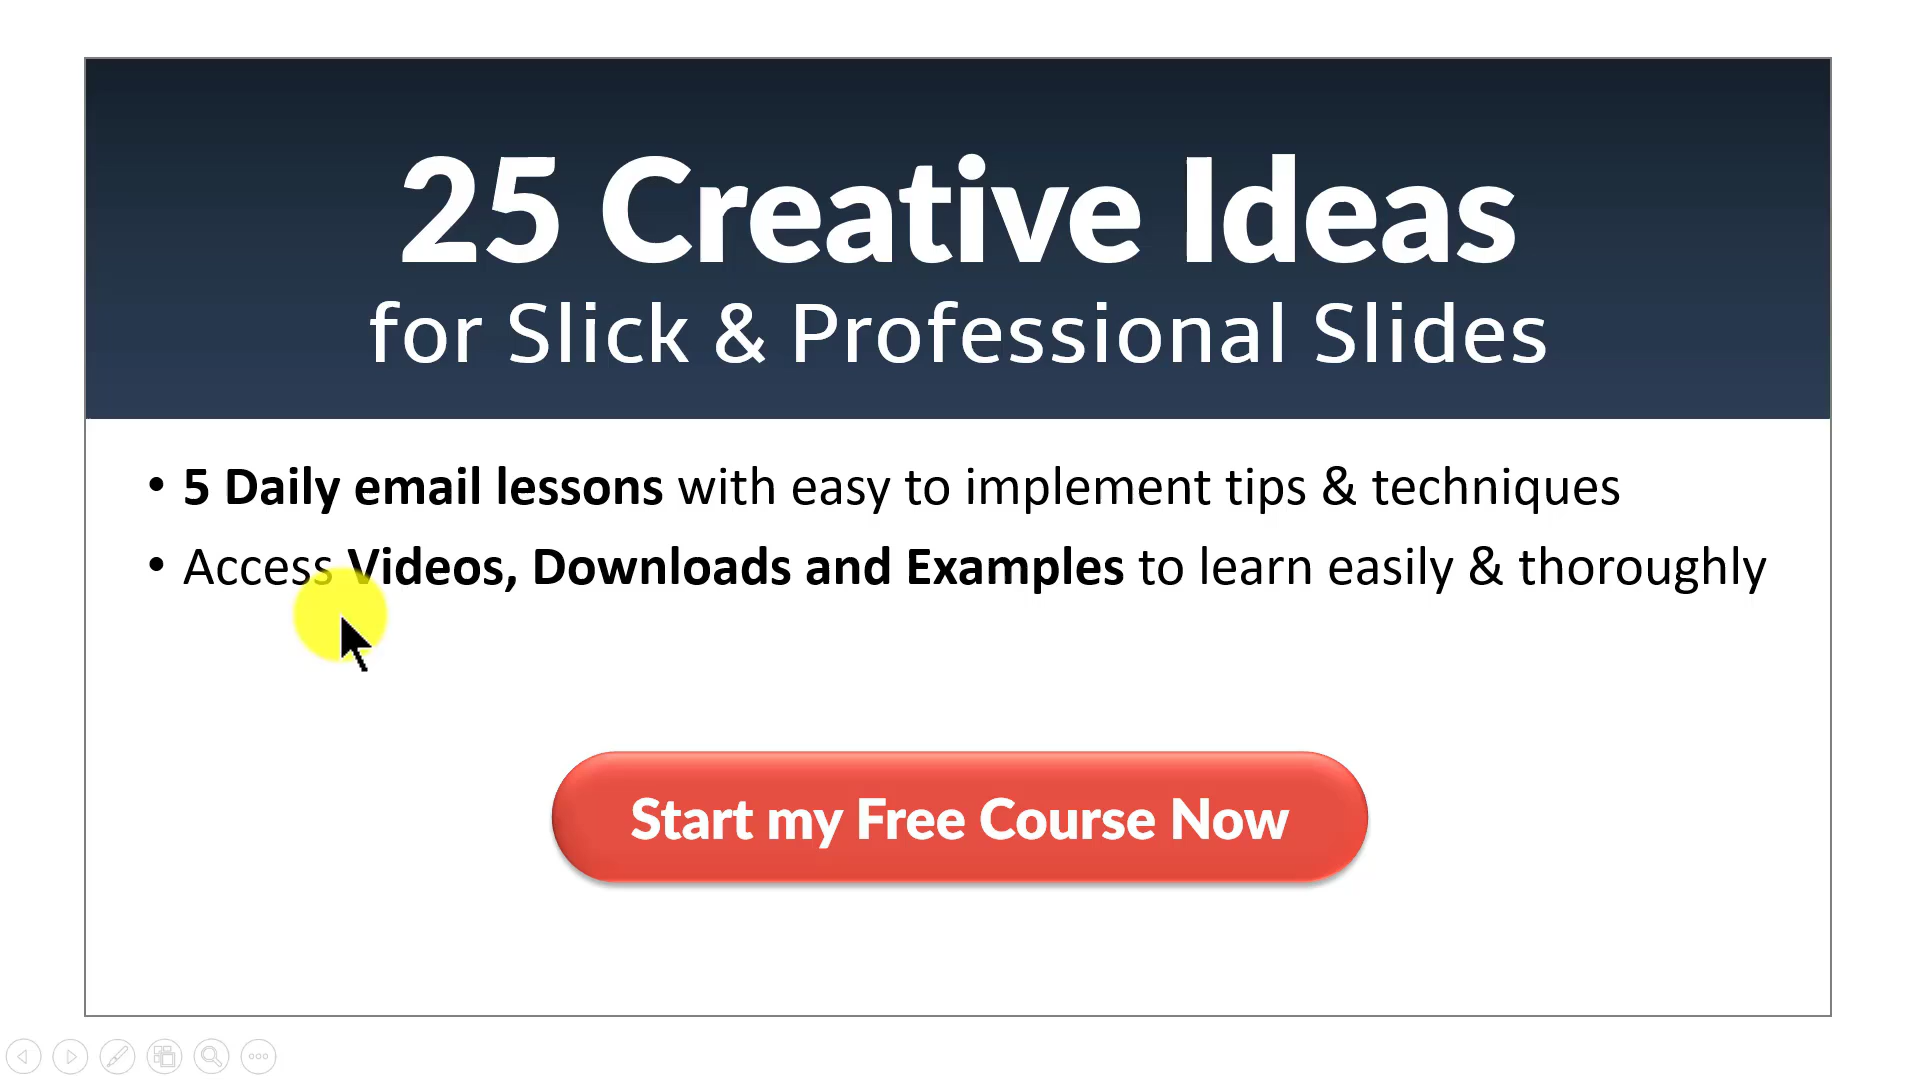 25 Creative Ideas
for Slick & Professional Slides
• 5 Daily email lessons with easy to implement tips & techniques
• Access Videos, Downloads and Examples to learn easily & thoroughly
Start my Free Course Now